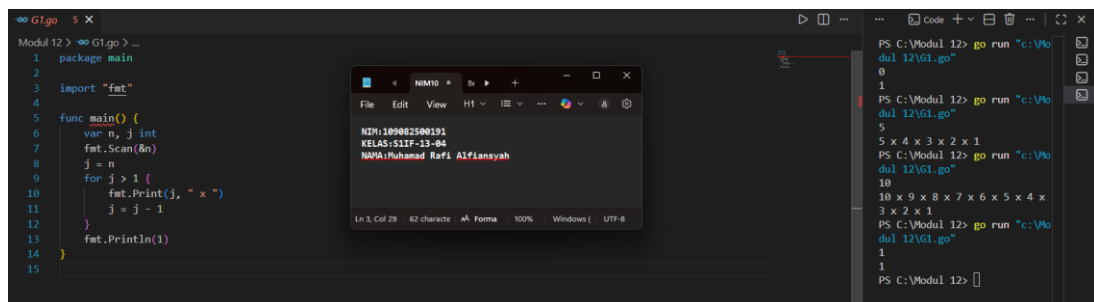 G1.go 5
Modul 12 > G1.go > ...
1 package main
2
3 import "fmt"
4
5 func main() {
6 var n, j int
7 fmt.Scan(&n)
8 j = n
9 for j > 1 {
10 fmt.Print(j, " x ")
11 j = j - 1
12 }
13 fmt.Println(1)
14 }
15
NIM10
File Edit View H1
NIM:109082500191
KELAS:S1IF-13-04
NAMA:Muhamad Rafi Alfiansyah
Ln 3, Col 29 62 characte Forma 100% Windows ( UTF-8
... Code ...
PS C:\Modul 12> go run "c:\Mo
dul 12\G1.go"
0
1
PS C:\Modul 12> go run "c:\Mo
dul 12\G1.go"
5
5 x 4 x 3 x 2 x 1
PS C:\Modul 12> go run "c:\Mo
dul 12\G1.go"
10
10 x 9 x 8 x 7 x 6 x 5 x 4 x
3 x 2 x 1
PS C:\Modul 12> go run "c:\Mo
dul 12\G1.go"
1
1
PS C:\Modul 12>